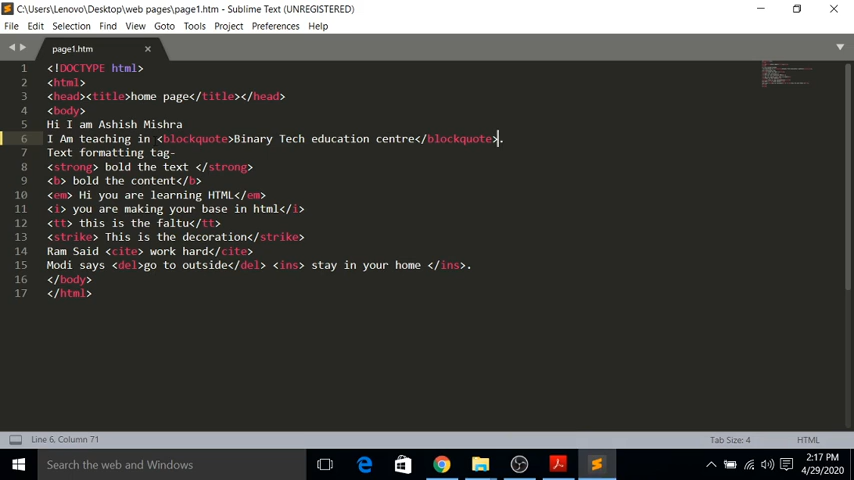 C:\Users\Lenovo\Desktop\web pages\page1.htm - Sublime Text (UNREGISTERED)
File Edit Selection Find View Goto Tools Project Preferences Help
page1.htm
1 <!DOCTYPE html>
2 <html>
3 <head><title>home page</title></head>
4 <body>
5 Hi I am Ashish Mishra
6 I Am teaching in <blockquote>Binary Tech education centre</blockquote>.
7 Text formatting tag-
8 <strong> bold the text </strong>
9 <b> bold the content</b>
10 <em> Hi you are learning HTML</em>
11 <i> you are making your base in html</i>
12 <tt> this is the faltu</tt>
13 <strike> This is the decoration</strike>
14 Ram Said <cite> work hard</cite>
15 Modi says <del>go to outside</del> <ins> stay in your home </ins>.
16 </body>
17 </html>
Line 6, Column 71 Tab Size: 4 HTML
Search the web and Windows
2:17 PM
4/29/2020